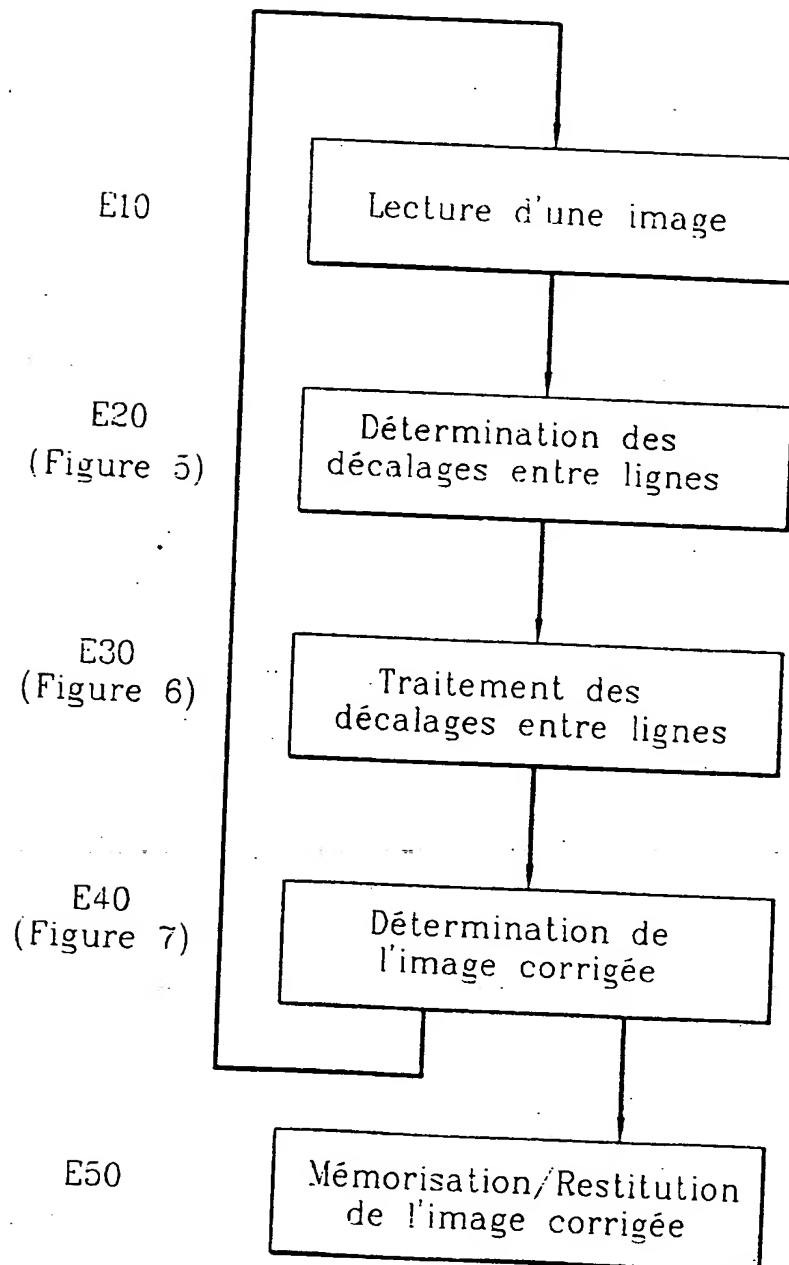 E10
Lecture d'une image
E20
(Figure 5)
Détermination des
décalages entre lignes
E30
(Figure 6)
Traitement des
décalages entre lignes
E40
(Figure 7)
Détermination de
l'image corrigée
E50
Mémorisation/Restitution
de l'image corrigée